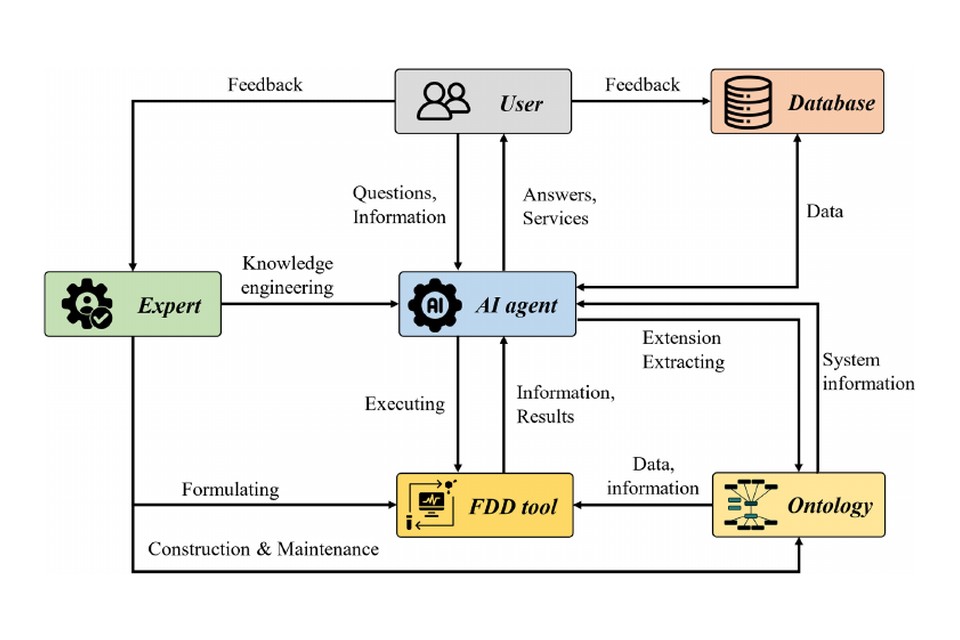 Feedback
User
Feedback
Database
Questions,
Information
Answers,
Services
Data
Knowledge
engineering
Expert
AI
AI agent
Extension
Extracting
System
information
Executing
Information,
Results
Data,
information
Formulating
FDD tool
Ontology
Construction & Maintenance